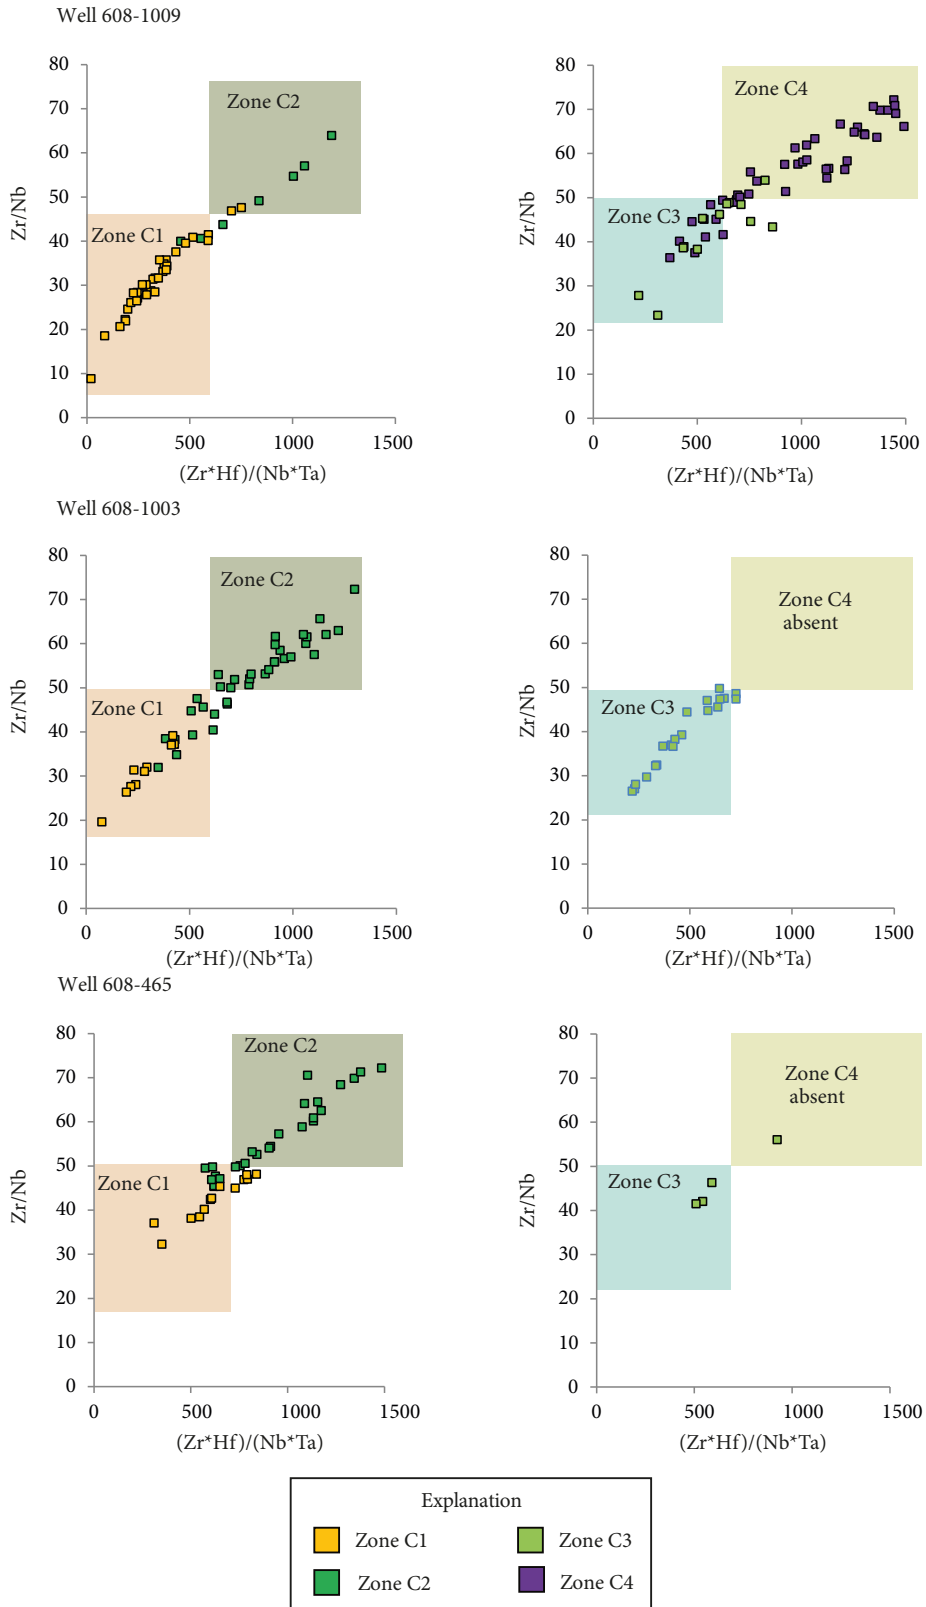 Well 608-1009
80
70
60
50
40
30
20
10
0
Zr/Nb
Zone C2
Zone C1
0 500 1000 1500
(Zr*Hf)/(Nb*Ta)
80
70
60
50
40
30
20
10
0
Zr/Nb
Zone C4
Zone C3
0 500 1000 1500
(Zr*Hf)/(Nb*Ta)
Well 608-1003
80
70
60
50
40
30
20
10
0
Zr/Nb
Zone C2
Zone C1
0 500 1000 1500
(Zr*Hf)/(Nb*Ta)
80
70
60
50
40
30
20
10
0
Zr/Nb
Zone C4
absent
Zone C3
0 500 1000 1500
(Zr*Hf)/(Nb*Ta)
Well 608-465
80
70
60
50
40
30
20
10
0
Zr/Nb
Zone C2
Zone C1
0 500 1000 1500
(Zr*Hf)/(Nb*Ta)
80
70
60
50
40
30
20
10
0
Zr/Nb
Zone C4
absent
Zone C3
0 500 1000 1500
(Zr*Hf)/(Nb*Ta)
Explanation
Zone C1
Zone C3
Zone C2
Zone C4